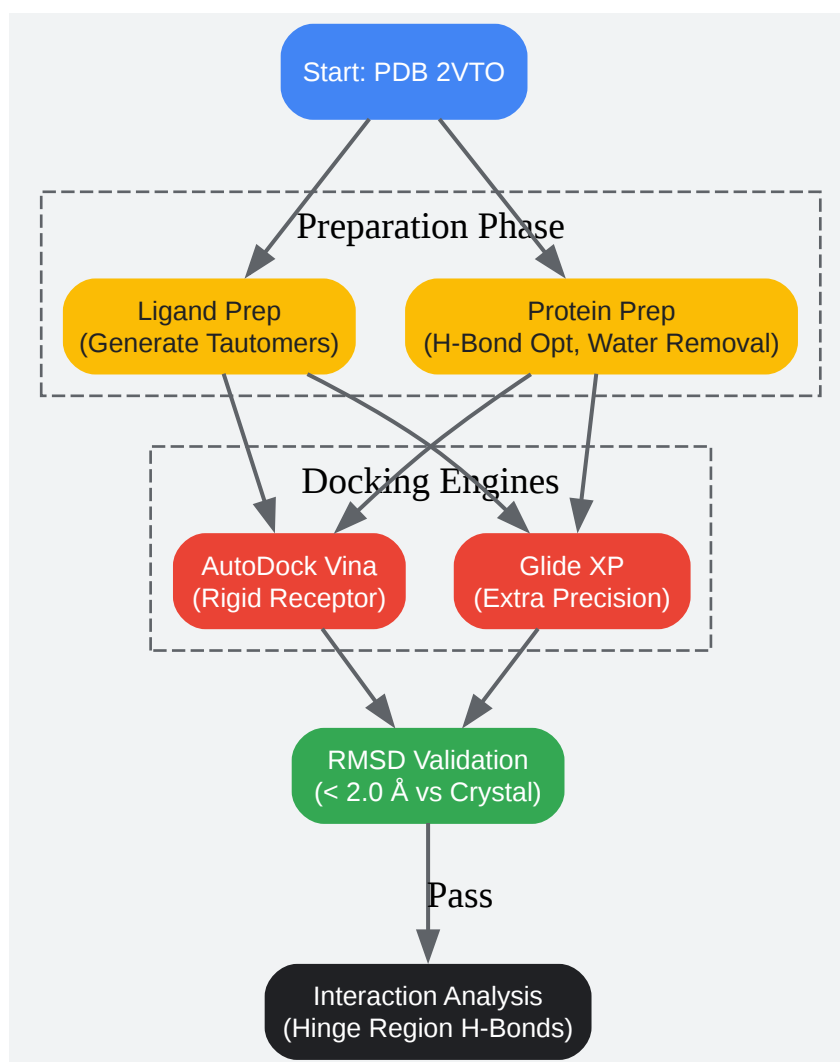 Start: PDB 2VTO
Preparation Phase
Ligand Prep
(Generate Tautomers)
Protein Prep
(H-Bond Opt, Water Removal)
Docking Engines
AutoDock Vina
(Rigid Receptor)
Glide XP
(Extra Precision)
RMSD Validation
(< 2.0 Å vs Crystal)
Pass
Interaction Analysis
(Hinge Region H-Bonds)